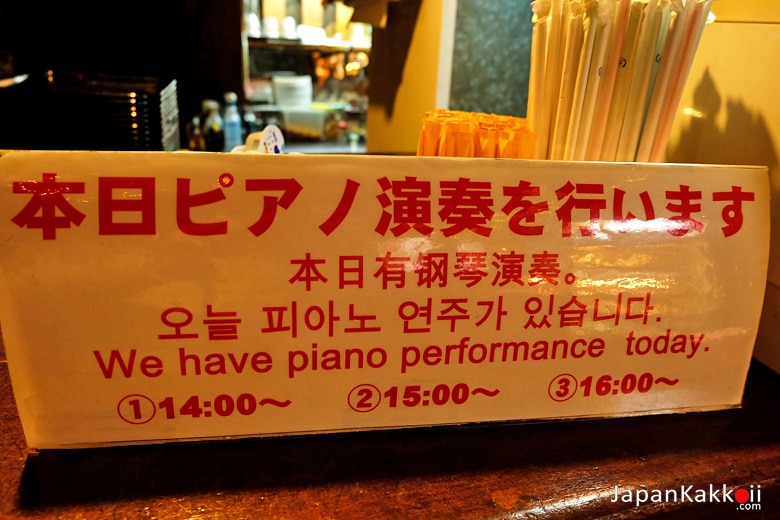 本日ピアノ演奏を行います
本日有钢琴演奏。
오늘 피아노 연주가 있습니다.
We have piano performance today.
①14:00～ ②15:00～ ③16:00～
JapanKakkoii
.com